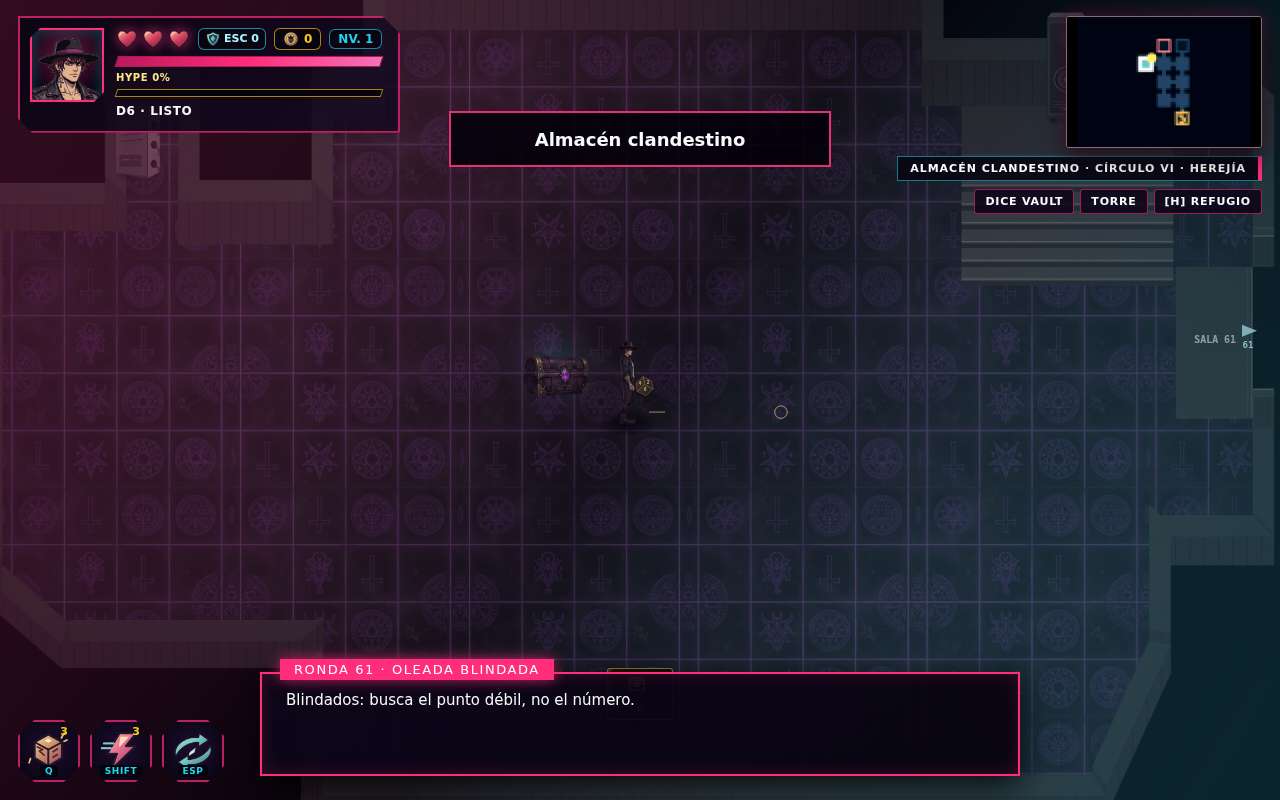 ESC 0
0
NV. 1
HYPE 0%
D6 · LISTO
Almacén clandestino
ALMACÉN CLANDESTINO · CÍRCULO VI · HEREJÍA
DICE VAULT
TORRE
[H] REFUGIO
SALA 61
61
RONDA 61 · OLEADA BLINDADA
Blindados: busca el punto débil, no el número.
3
Q
3
SHIFT
ESP